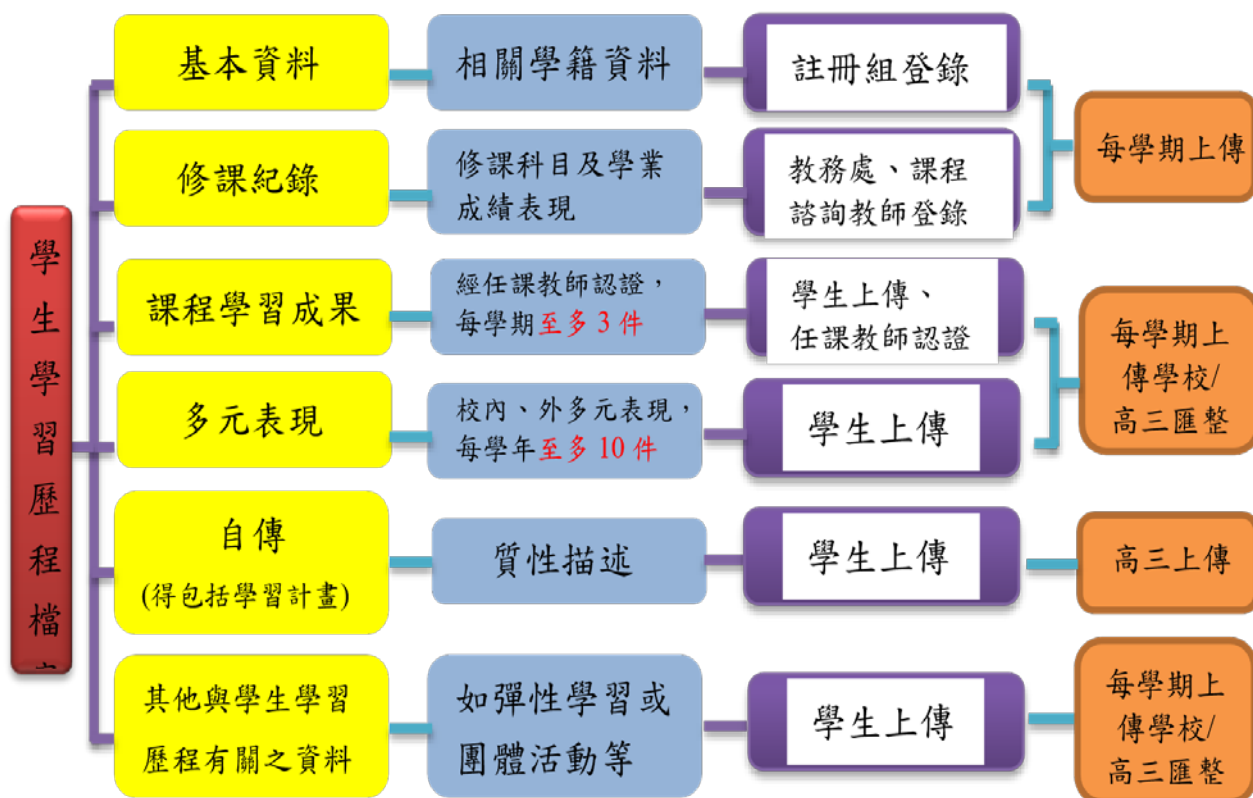 學生學習歷程檔
基本資料
相關學籍資料
註冊組登錄
每學期上傳
修課紀錄
修課科目及學業
成績表現
教務處、課程
諮詢教師登錄
課程學習成果
經任課教師認證，
每學期至多 3 件
學生上傳、
任課教師認證
每學期上
傳學校/
高三匯整
多元表現
校內、外多元表現，
每學年至多 10 件
學生上傳
自傳
(得包括學習計畫)
質性描述
學生上傳
高三上傳
其他與學生學習
歷程有關之資料
如彈性學習或
團體活動等
學生上傳
每學期上
傳學校/
高三匯整